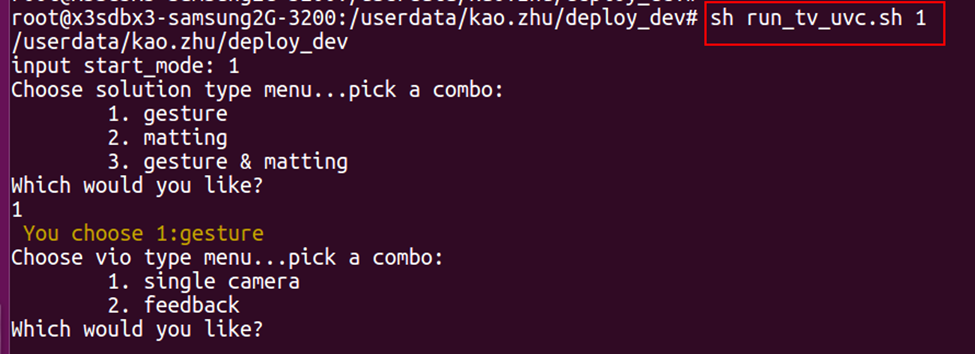 root@x3sdbx3-samsung2G-3200:/userdata/kao.zhu/deploy_dev# sh run_tv_uvc.sh 1
/userdata/kao.zhu/deploy_dev
input start_mode: 1
Choose solution type menu...pick a combo:
1. gesture
2. matting
3. gesture & matting
Which would you like?
1
You choose 1:gesture
Choose vio type menu...pick a combo:
1. single camera
2. feedback
Which would you like?